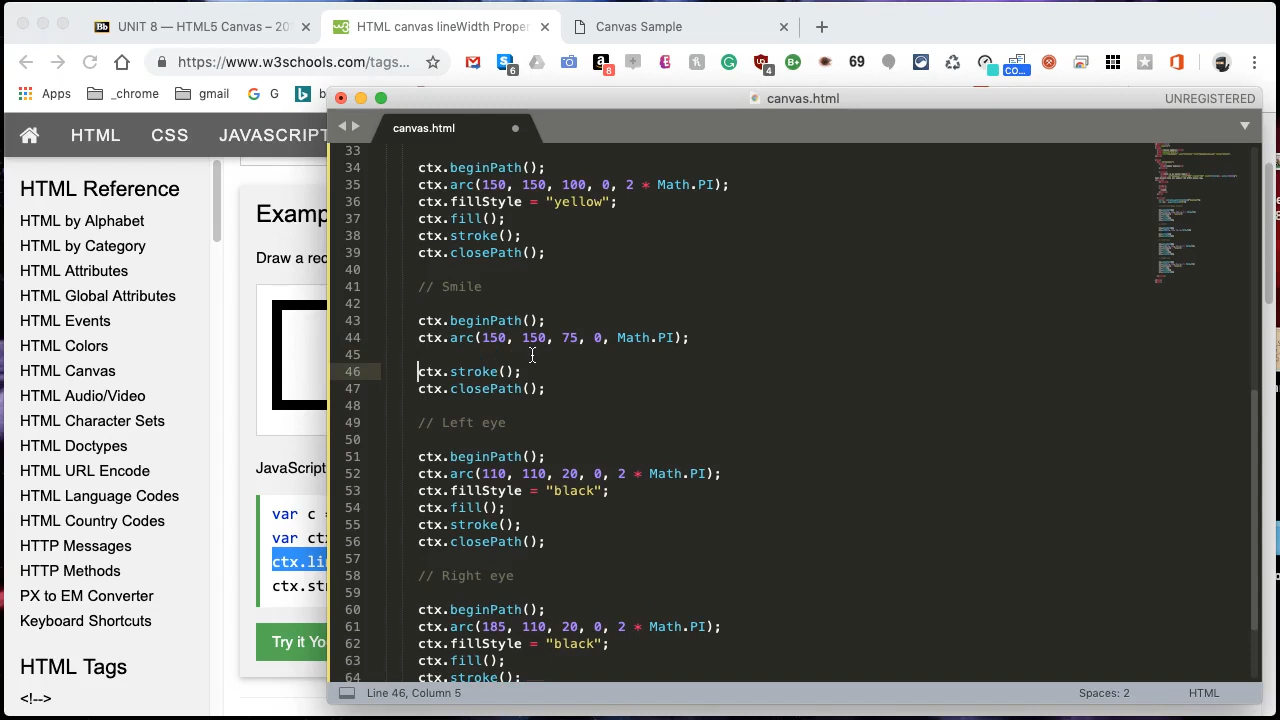 UNIT 8 — HTML5 Canvas – 20
HTML canvas lineWidth Proper
Canvas Sample
https://www.w3schools.com/tags...
6
8
4
69
CO...
Apps
_chrome
gmail
G
b
canvas.html
UNREGISTERED
HTML
CSS
JAVASCRIPT
canvas.html
HTML Reference
HTML by Alphabet
HTML by Category
HTML Attributes
HTML Global Attributes
HTML Events
HTML Colors
HTML Canvas
HTML Audio/Video
HTML Character Sets
HTML Doctypes
HTML URL Encode
HTML Language Codes
HTML Country Codes
HTTP Messages
HTTP Methods
PX to EM Converter
Keyboard Shortcuts
HTML Tags
<!-->
Examp
Draw a rec
JavaScript
var c =
var ctx
ctx.li
ctx.st
Try it Yo
33
34 ctx.beginPath();
35 ctx.arc(150, 150, 100, 0, 2 * Math.PI);
36 ctx.fillStyle = "yellow";
37 ctx.fill();
38 ctx.stroke();
39 ctx.closePath();
40
41 // Smile
42
43 ctx.beginPath();
44 ctx.arc(150, 150, 75, 0, Math.PI);
45
46 ctx.stroke();
47 ctx.closePath();
48
49 // Left eye
50
51 ctx.beginPath();
52 ctx.arc(110, 110, 20, 0, 2 * Math.PI);
53 ctx.fillStyle = "black";
54 ctx.fill();
55 ctx.stroke();
56 ctx.closePath();
57
58 // Right eye
59
60 ctx.beginPath();
61 ctx.arc(185, 110, 20, 0, 2 * Math.PI);
62 ctx.fillStyle = "black";
63 ctx.fill();
64 ctx.stroke();
Line 46, Column 5
Spaces: 2
HTML